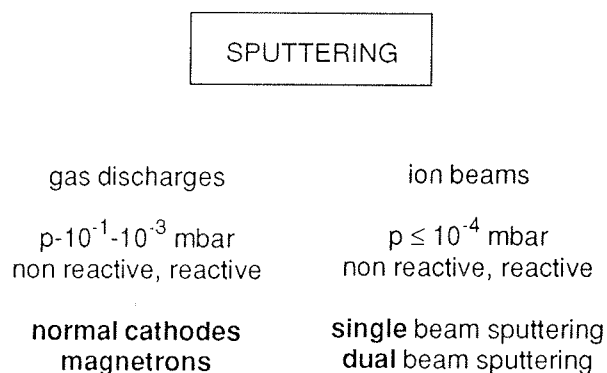 SPUTTERING
gas discharges
p-10⁻¹-10⁻³ mbar
non reactive, reactive
normal cathodes
magnetrons
ion beams
p ≤ 10⁻⁴ mbar
non reactive, reactive
single beam sputtering
dual beam sputtering